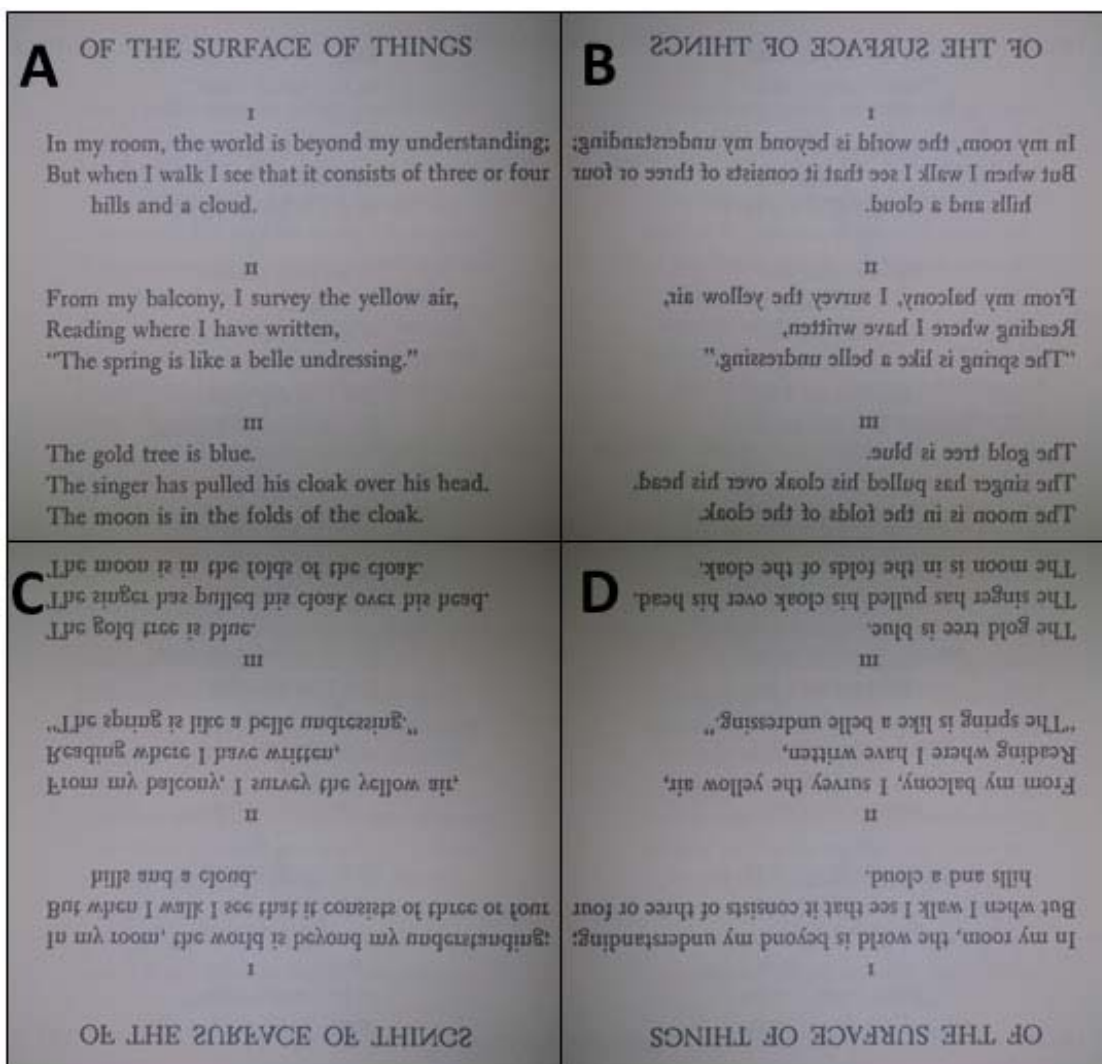 A
OF THE SURFACE OF THINGS
I
In my room, the world is beyond my understanding;
But when I walk I see that it consists of three or four
hills and a cloud.
II
From my balcony, I survey the yellow air,
Reading where I have written,
“The spring is like a belle undressing.”
III
The gold tree is blue.
The singer has pulled his cloak over his head.
The moon is in the folds of the cloak.
B
OF THE SURFACE OF THINGS
I
In my room, the world is beyond my understanding;
But when I walk I see that it consists of three or four
hills and a cloud.
II
From my balcony, I survey the yellow air,
Reading where I have written,
“The spring is like a belle undressing.”
III
The gold tree is blue.
The singer has pulled his cloak over his head.
The moon is in the folds of the cloak.
C
OF THE SURFACE OF THINGS
I
In my room, the world is beyond my understanding;
But when I walk I see that it consists of three or four
hills and a cloud.
II
From my balcony, I survey the yellow air,
Reading where I have written,
“The spring is like a belle undressing.”
III
The gold tree is blue.
The singer has pulled his cloak over his head.
The moon is in the folds of the cloak.
D
OF THE SURFACE OF THINGS
I
In my room, the world is beyond my understanding;
But when I walk I see that it consists of three or four
hills and a cloud.
II
From my balcony, I survey the yellow air,
Reading where I have written,
“The spring is like a belle undressing.”
III
The gold tree is blue.
The singer has pulled his cloak over his head.
The moon is in the folds of the cloak.